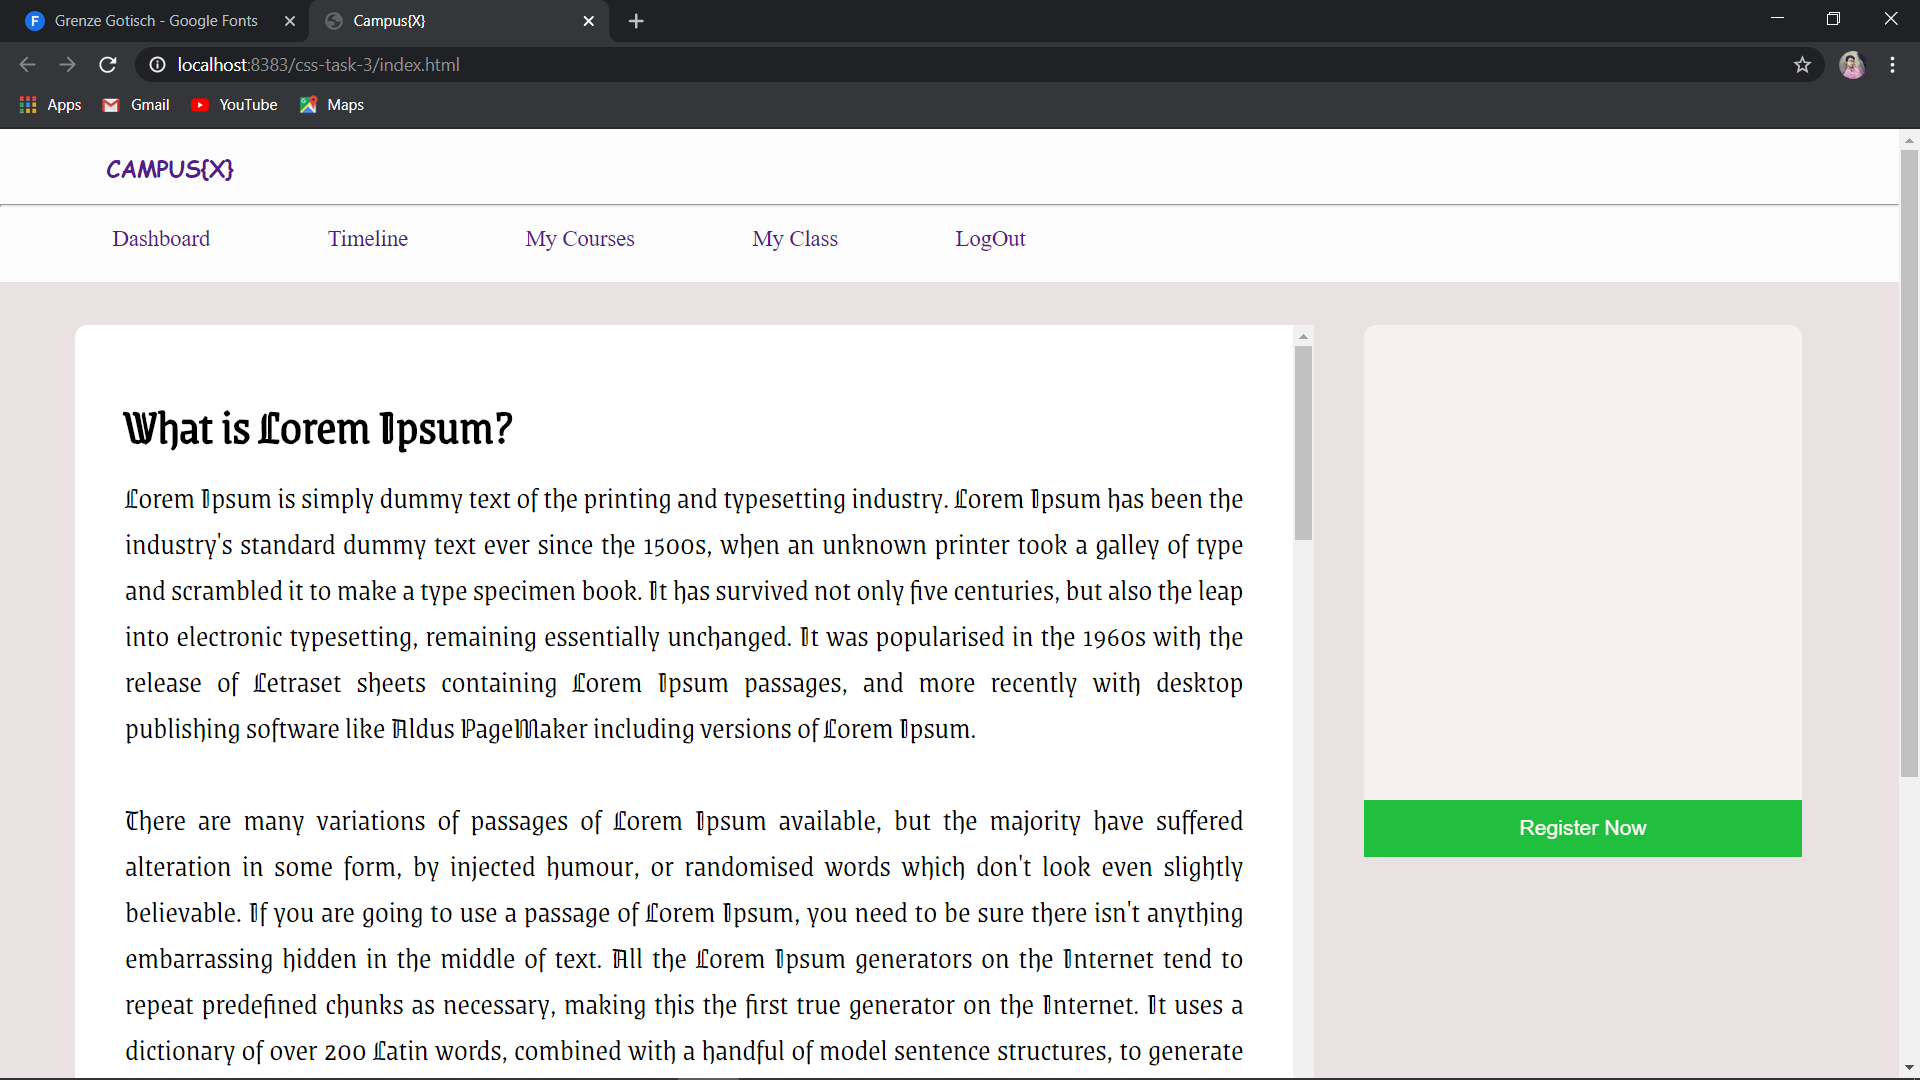 Grenze Gotisch - Google Fonts
Campus{X}
localhost:8383/css-task-3/index.html
Apps
Gmail
YouTube
Maps
CAMPUS{X}
Dashboard
Timeline
My Courses
My Class
LogOut
What is Lorem Ipsum?
Lorem Ipsum is simply dummy text of the printing and typesetting industry. Lorem Ipsum has been the
industry's standard dummy text ever since the 1500s, when an unknown printer took a galley of type
and scrambled it to make a type specimen book. It has survived not only five centuries, but also the leap
into electronic typesetting, remaining essentially unchanged. It was popularised in the 1960s with the
release of Letraset sheets containing Lorem Ipsum passages, and more recently with desktop
publishing software like Aldus PageMaker including versions of Lorem Ipsum.
There are many variations of passages of Lorem Ipsum available, but the majority have suffered
alteration in some form, by injected humour, or randomised words which don't look even slightly
believable. If you are going to use a passage of Lorem Ipsum, you need to be sure there isn't anything
embarrassing hidden in the middle of text. All the Lorem Ipsum generators on the Internet tend to
repeat predefined chunks as necessary, making this the first true generator on the Internet. It uses a
dictionary of over 200 Latin words, combined with a handful of model sentence structures, to generate
Register Now